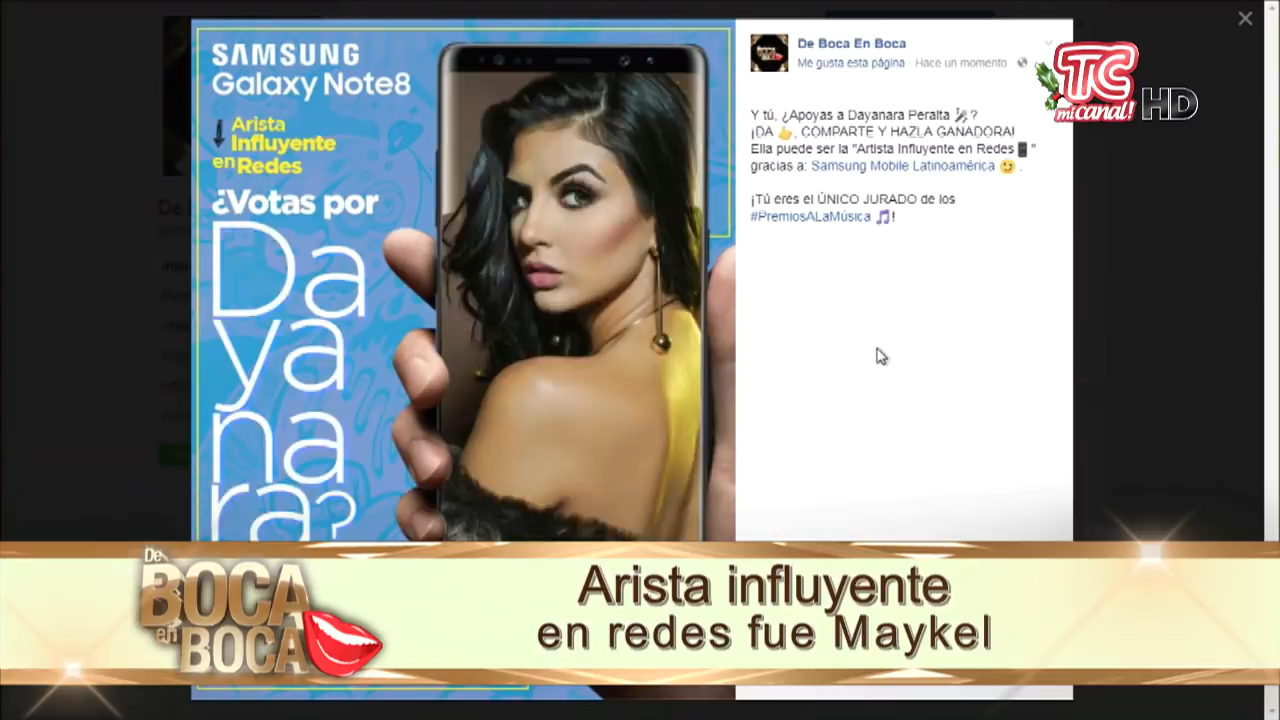 SAMSUNG
Galaxy Note8
Arista
Influyente
en Redes
¿Votas por
Da
ya
na
ra?
De Boca En Boca
Me gusta esta página · Hace un momento
Y tú, ¿Apoyas a Dayanara Peralta 🎤?
¡DA 👍, COMPARTE Y HAZLA GANADORA!
Ella puede ser la "Artista Influyente en Redes📱"
gracias a: Samsung Mobile Latinoamérica 😉 .
¡Tú eres el ÚNICO JURADO de los
#PremiosALaMúsica 🎵!
TC
mi canal!
HD
De
BOCA
en
BOCA
Arista influyente
en redes fue Maykel